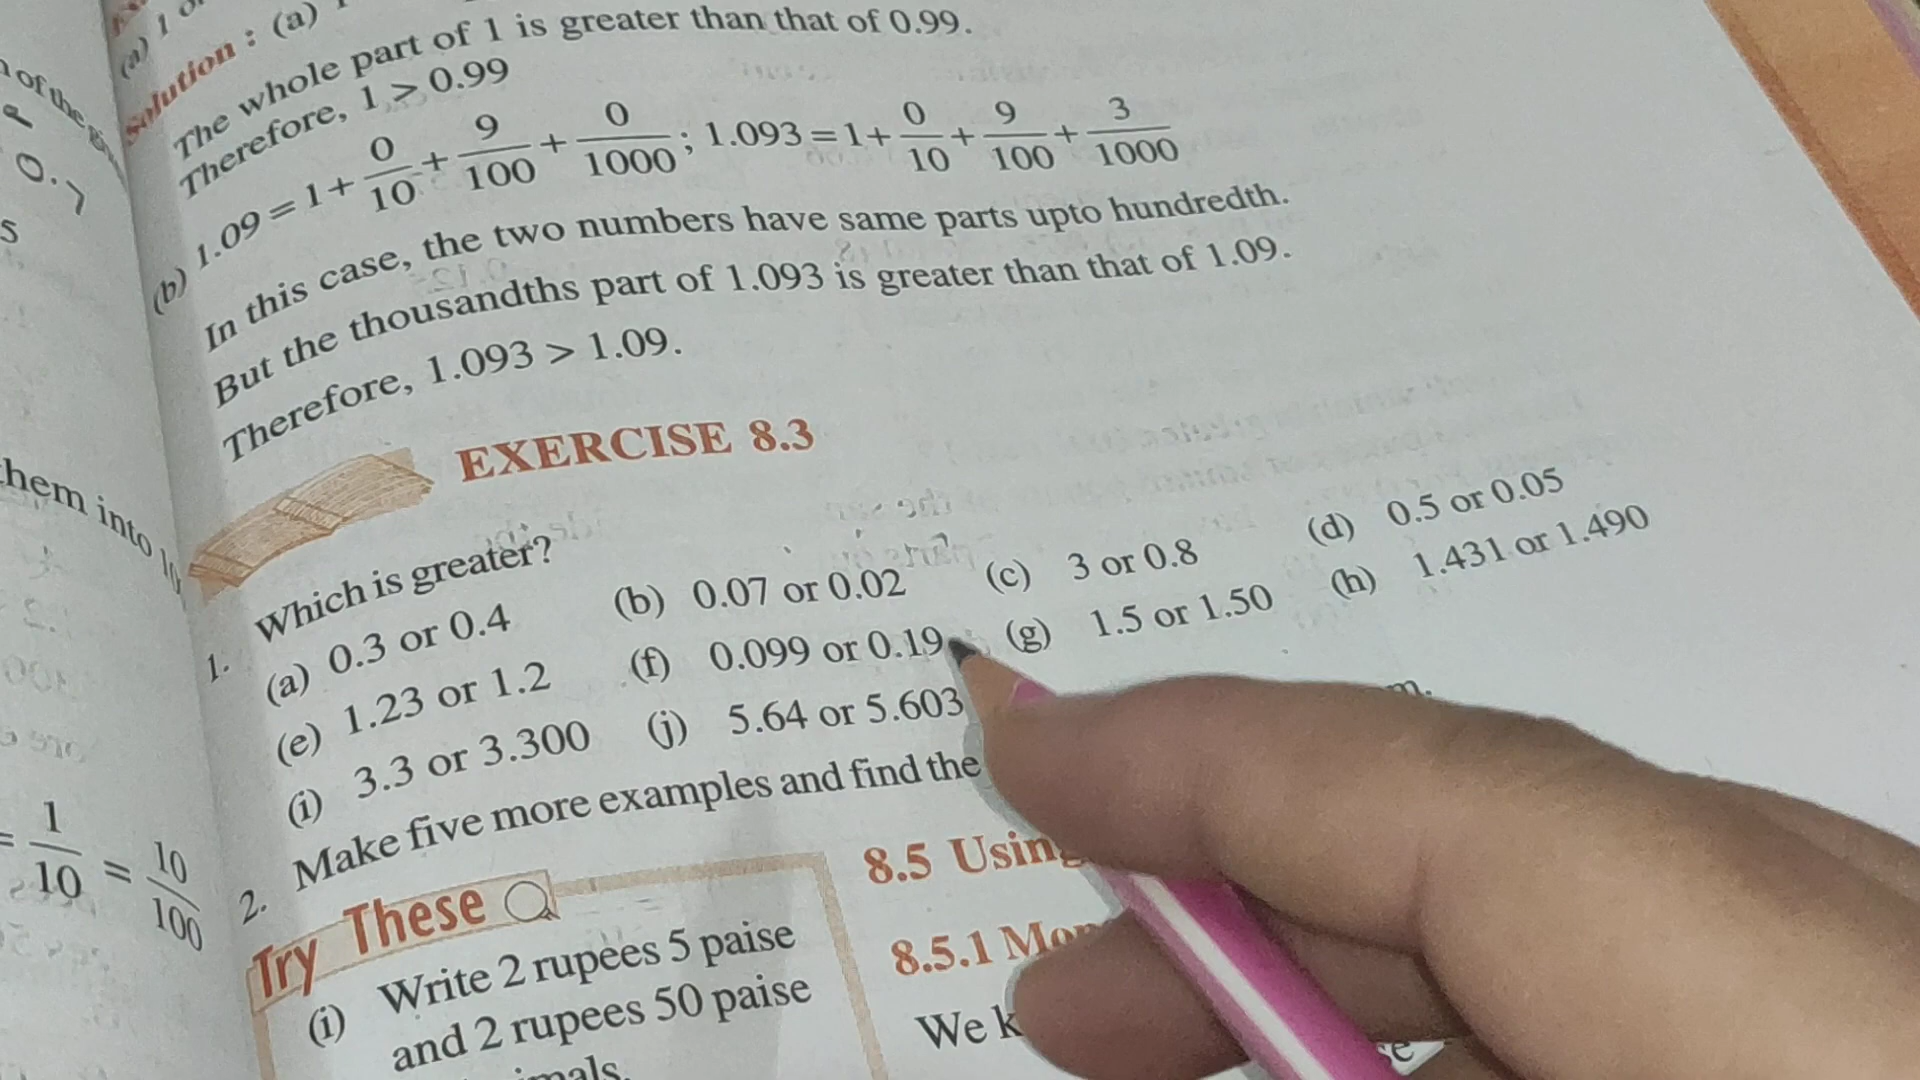 (a) 1
Solution : (a)
The whole part of 1 is greater than that of 0.99.
Therefore, 1 > 0.99
(b) 1.09 = 1 + 0/10 + 9/100 + 0/1000 ; 1.093 = 1 + 0/10 + 9/100 + 3/1000
In this case, the two numbers have same parts upto hundredth.
But the thousandths part of 1.093 is greater than that of 1.09.
Therefore, 1.093 > 1.09.
EXERCISE 8.3
1. Which is greater?
(a) 0.3 or 0.4 (b) 0.07 or 0.02 (c) 3 or 0.8 (d) 0.5 or 0.05
(e) 1.23 or 1.2 (f) 0.099 or 0.19 (g) 1.5 or 1.50 (h) 1.431 or 1.490
(i) 3.3 or 3.300 (j) 5.64 or 5.603
2. Make five more examples and find the
Try These
(i) Write 2 rupees 5 paise
and 2 rupees 50 paise
8.5
8.5.1
We
of the
0.7
5
them into
= 1/10 = 10/100